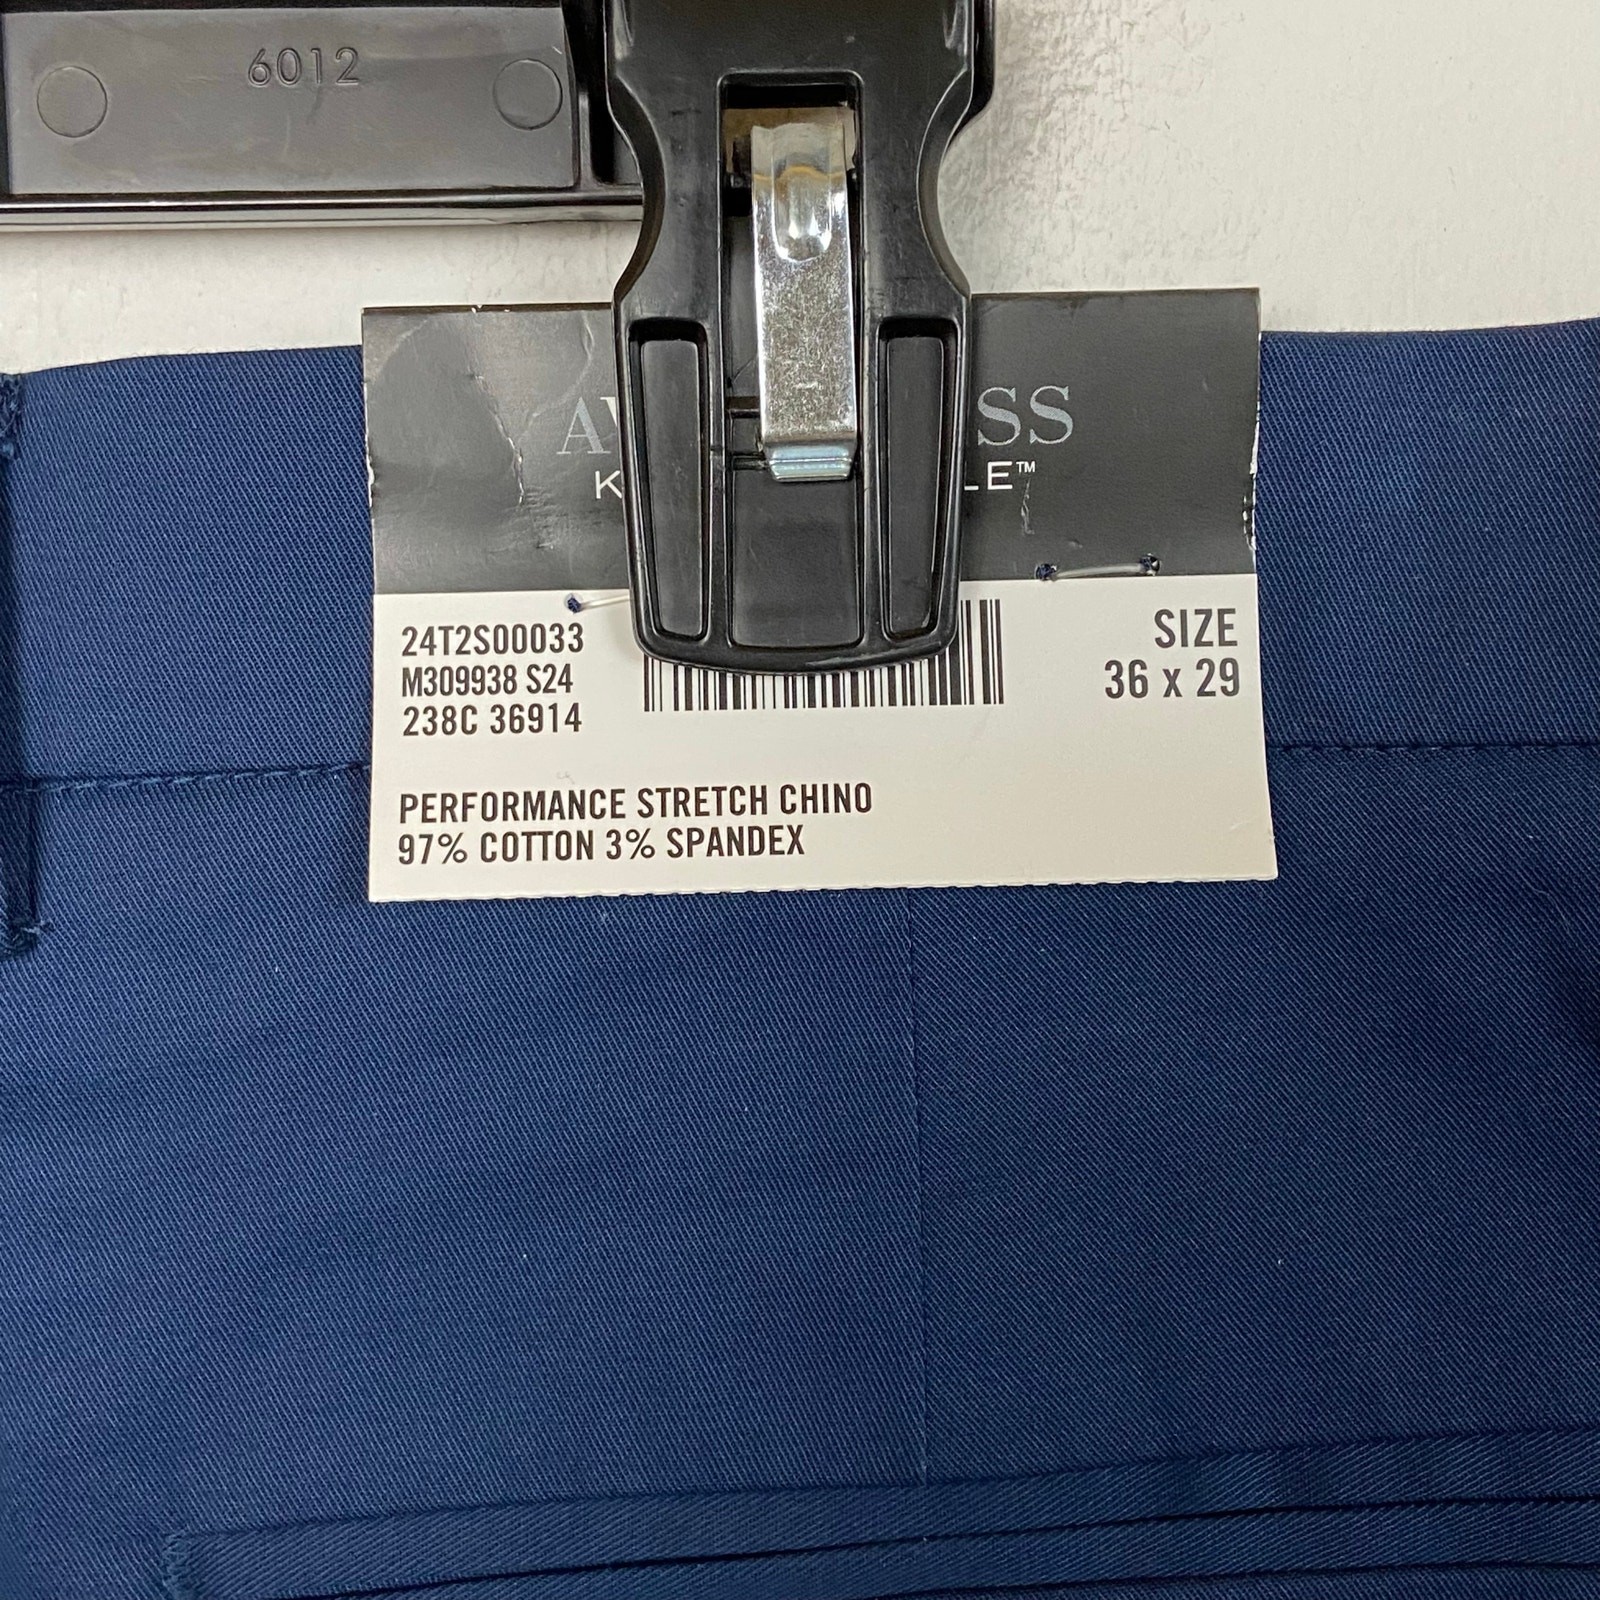 6012
24T2S00033
M309938 S24
238C 36914
SIZE
36 x 29
PERFORMANCE STRETCH CHINO
97% COTTON 3% SPANDEX